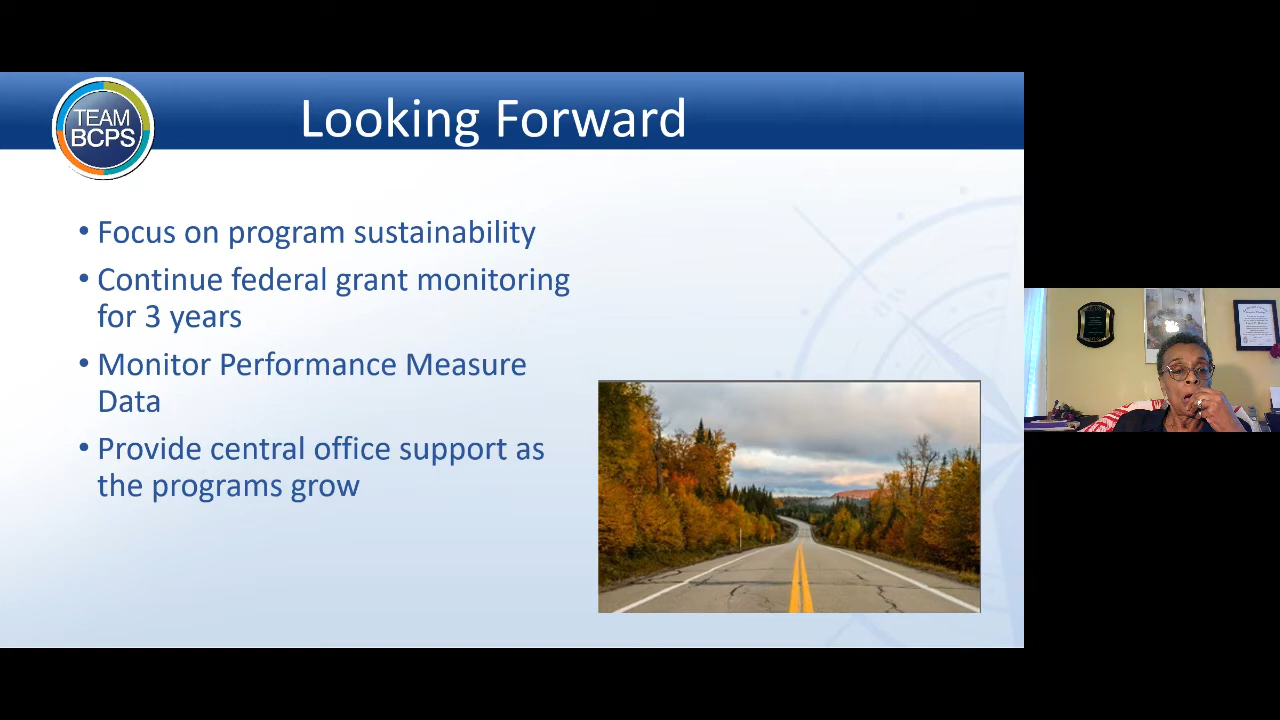 TEAM
BCPS
Looking Forward
• Focus on program sustainability
• Continue federal grant monitoring
for 3 years
• Monitor Performance Measure
Data
• Provide central office support as
the programs grow